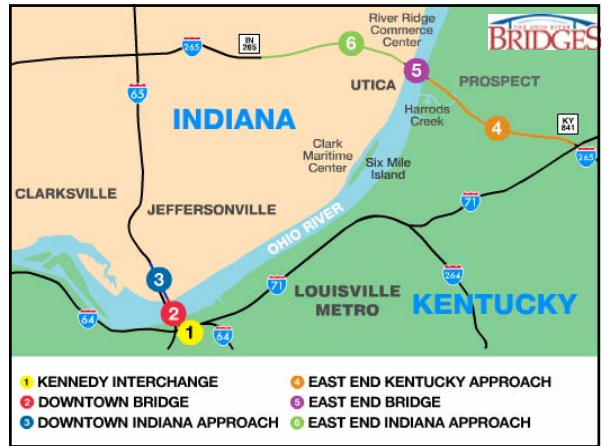 THE OHIO RIVER
BRIDGES
River Ridge
Commerce
Center
IN
265
265
6
5
UTICA
PROSPECT
65
INDIANA
Harrods
Creek
4
KY
841
265
Clark
Maritime
Center
Six Mile
Island
CLARKSVILLE
JEFFERSONVILLE
71
OHIO RIVER
3
71
264
LOUISVILLE
METRO
KENTUCKY
64
2
1
64
1 KENNEDY INTERCHANGE
2 DOWNTOWN BRIDGE
3 DOWNTOWN INDIANA APPROACH
4 EAST END KENTUCKY APPROACH
5 EAST END BRIDGE
6 EAST END INDIANA APPROACH